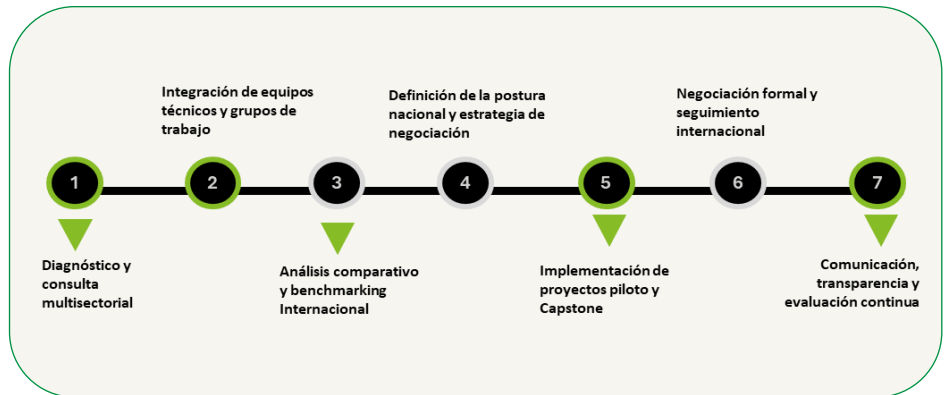 1
Diagnóstico y
consulta
multisectorial
2
Integración de equipos
técnicos y grupos de
trabajo
3
Análisis comparativo
y benchmarking
Internacional
4
Definición de la postura
nacional y estrategia de
negociación
5
Implementación de
proyectos piloto y
Capstone
6
Negociación formal y
seguimiento
internacional
7
Comunicación,
transparencia y
evaluación continua